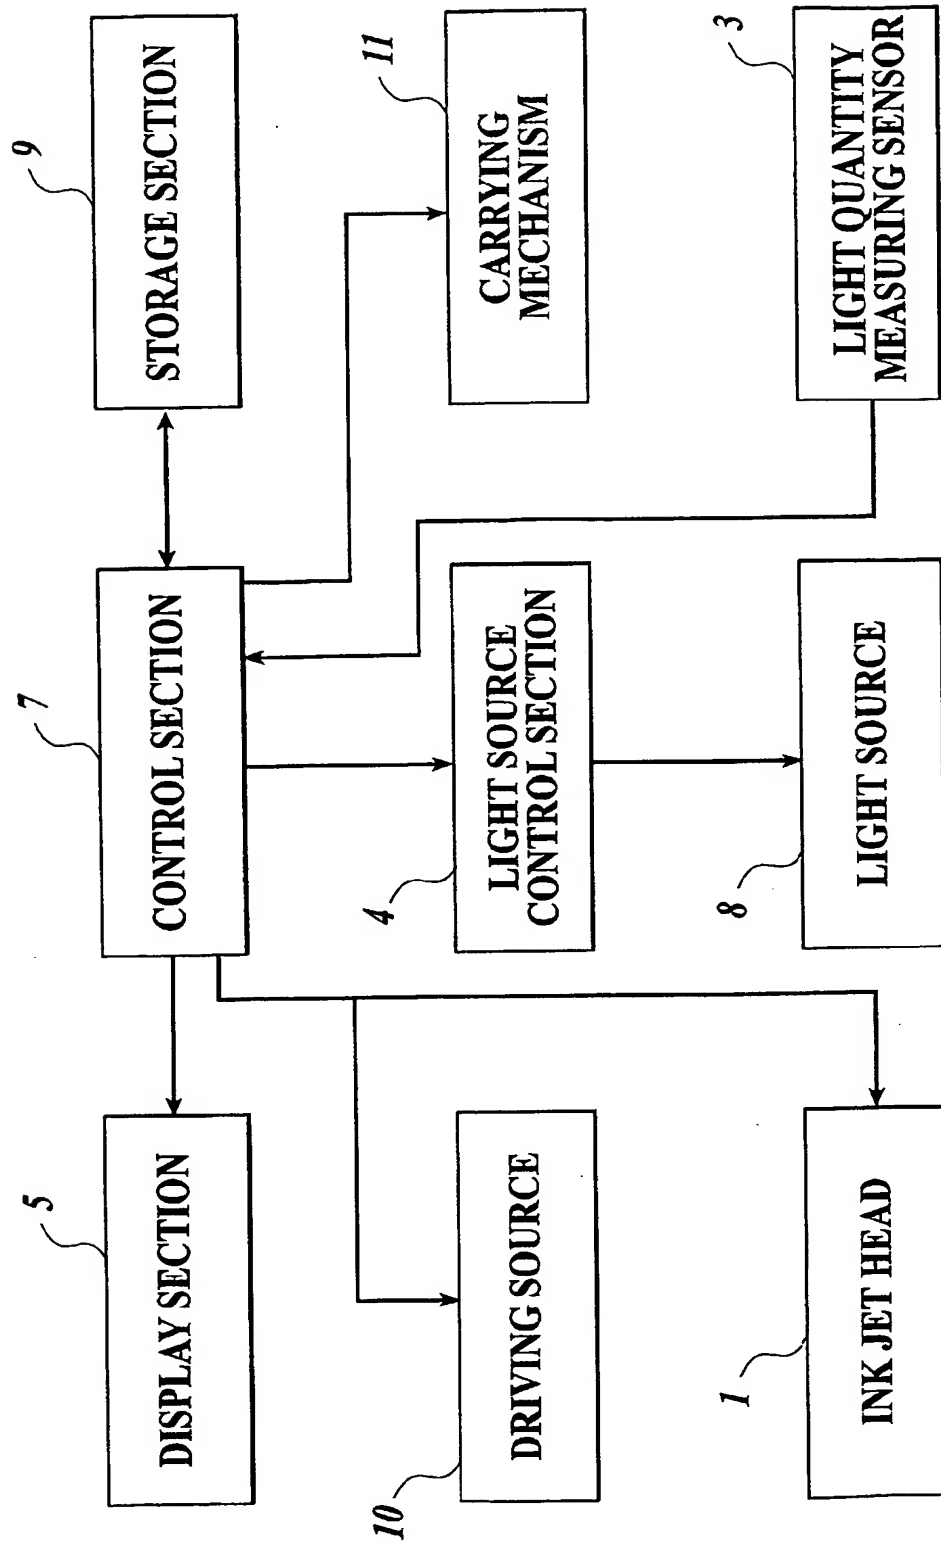 5
DISPLAY SECTION
7
CONTROL SECTION
9
STORAGE SECTION
10
DRIVING SOURCE
4
LIGHT SOURCE
CONTROL SECTION
11
CARRYING
MECHANISM
1
INK JET HEAD
8
LIGHT SOURCE
3
LIGHT QUANTITY
MEASURING SENSOR